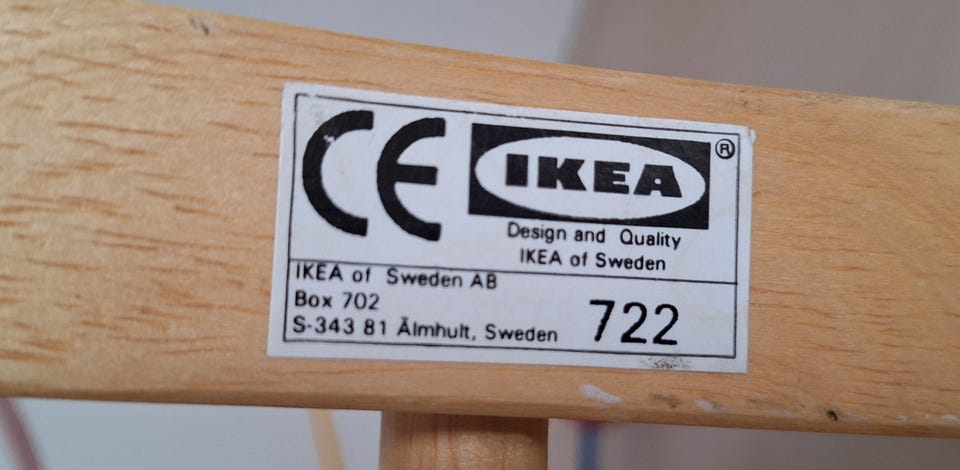 CE
IKEA®
Design and Quality
IKEA of Sweden
IKEA of Sweden AB
Box 702
S-343 81 Älmhult, Sweden
722